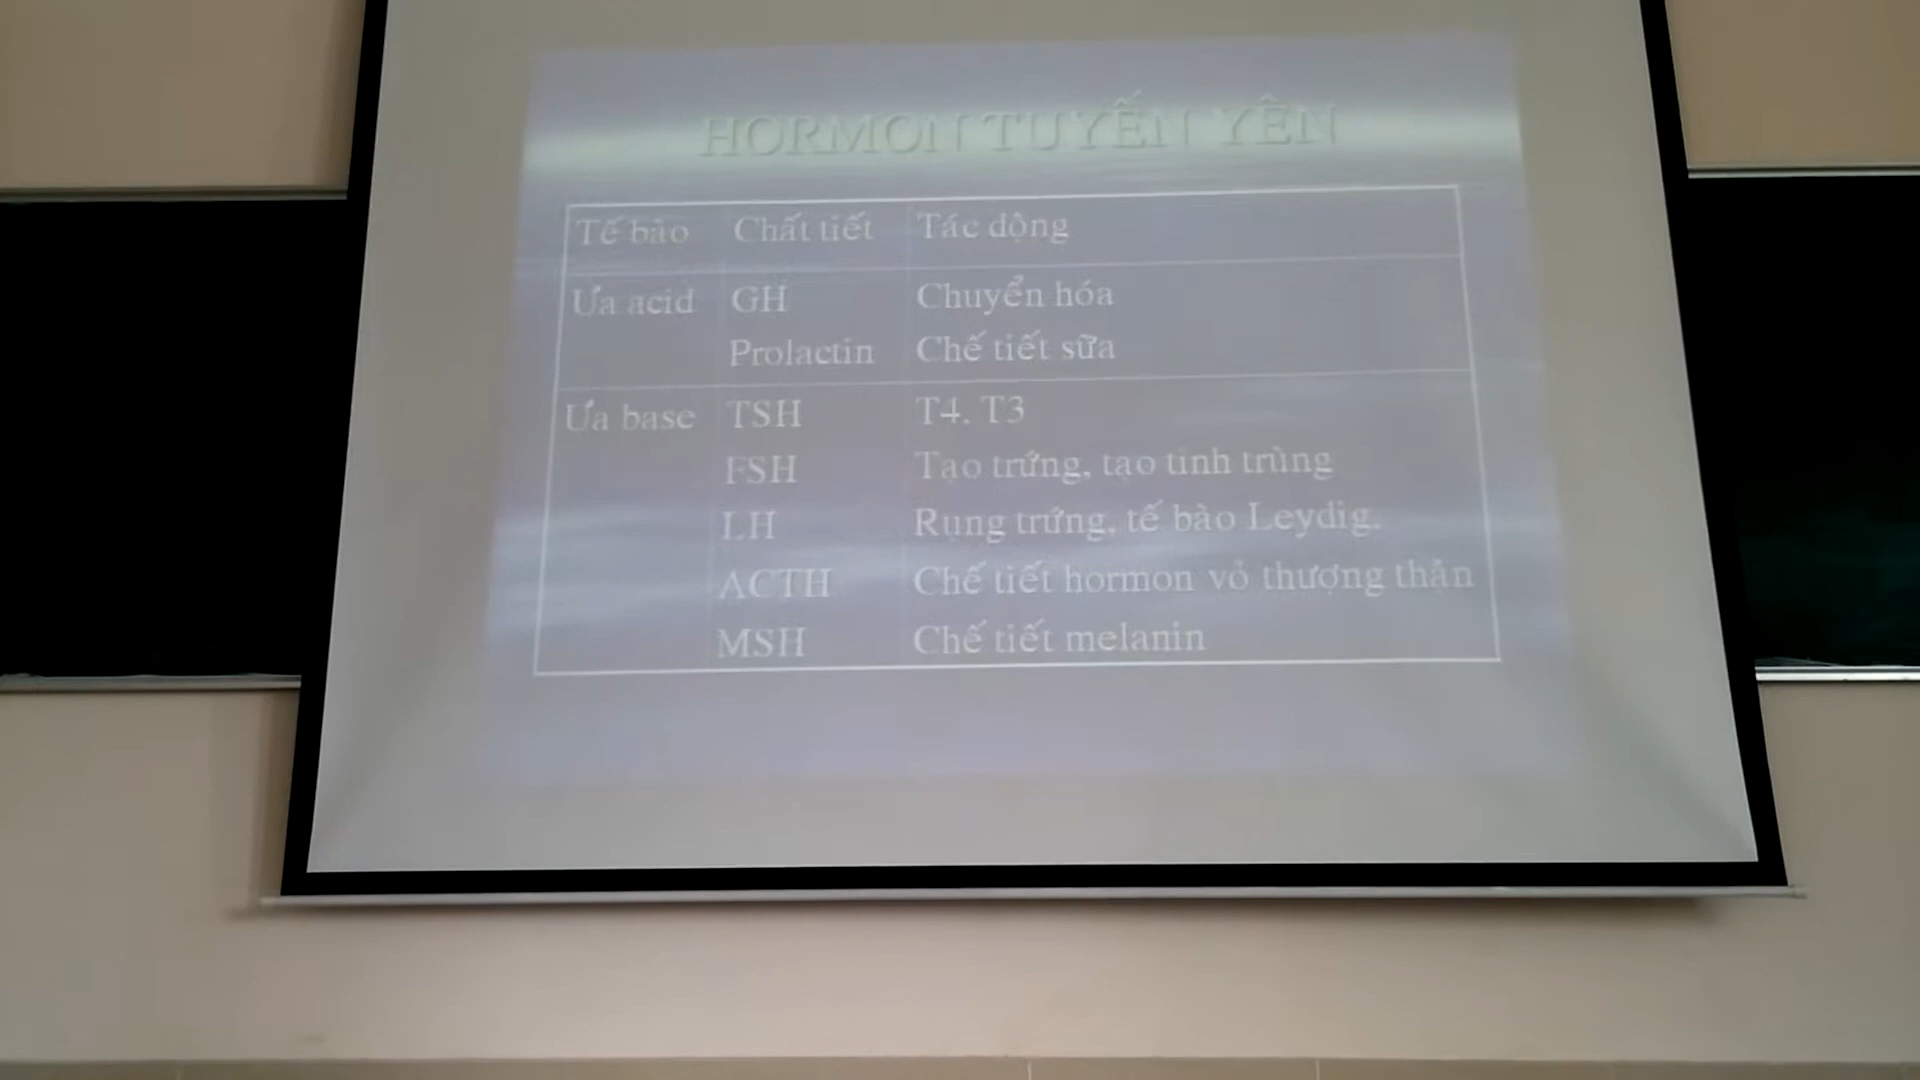 HORMON TUYẾN YÊN
Tế bào Chất tiết Tác động
Ưa acid GH Chuyển hóa
Prolactin Chế tiết sữa
Ưa base TSH T4. T3
FSH Tạo trứng, tạo tinh trùng
LH Rụng trứng, tế bào Leydig.
ACTH Chế tiết hormon vỏ thượng thận
MSH Chế tiết melanin